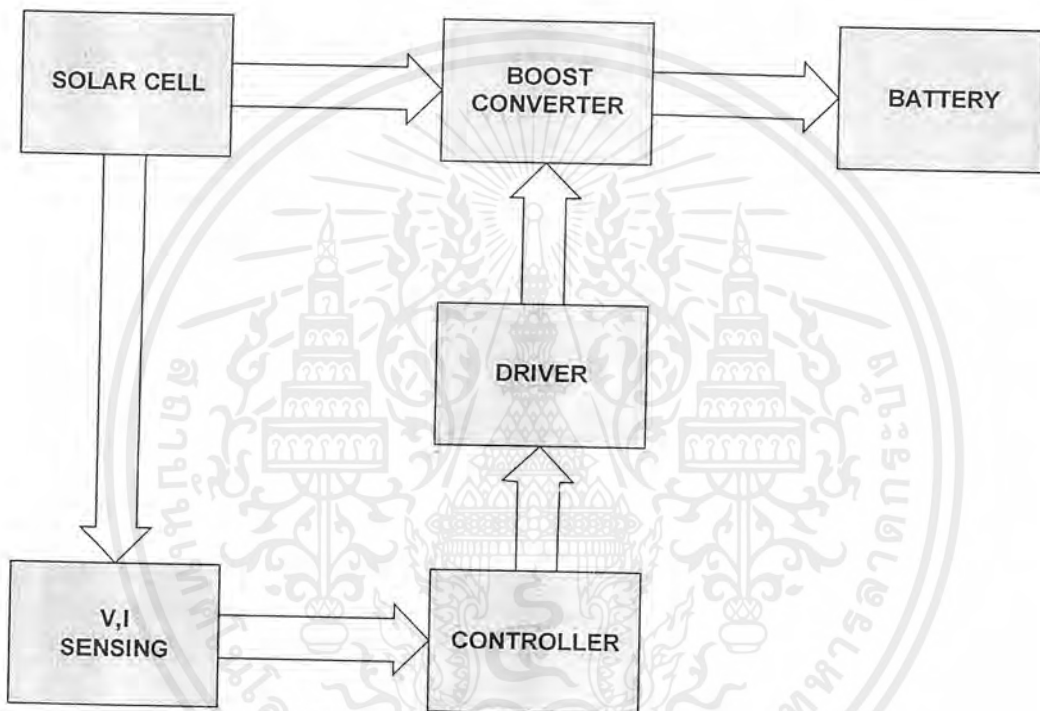 SOLAR CELL
BOOST
CONVERTER
BATTERY
DRIVER
V,I
SENSING
CONTROLLER